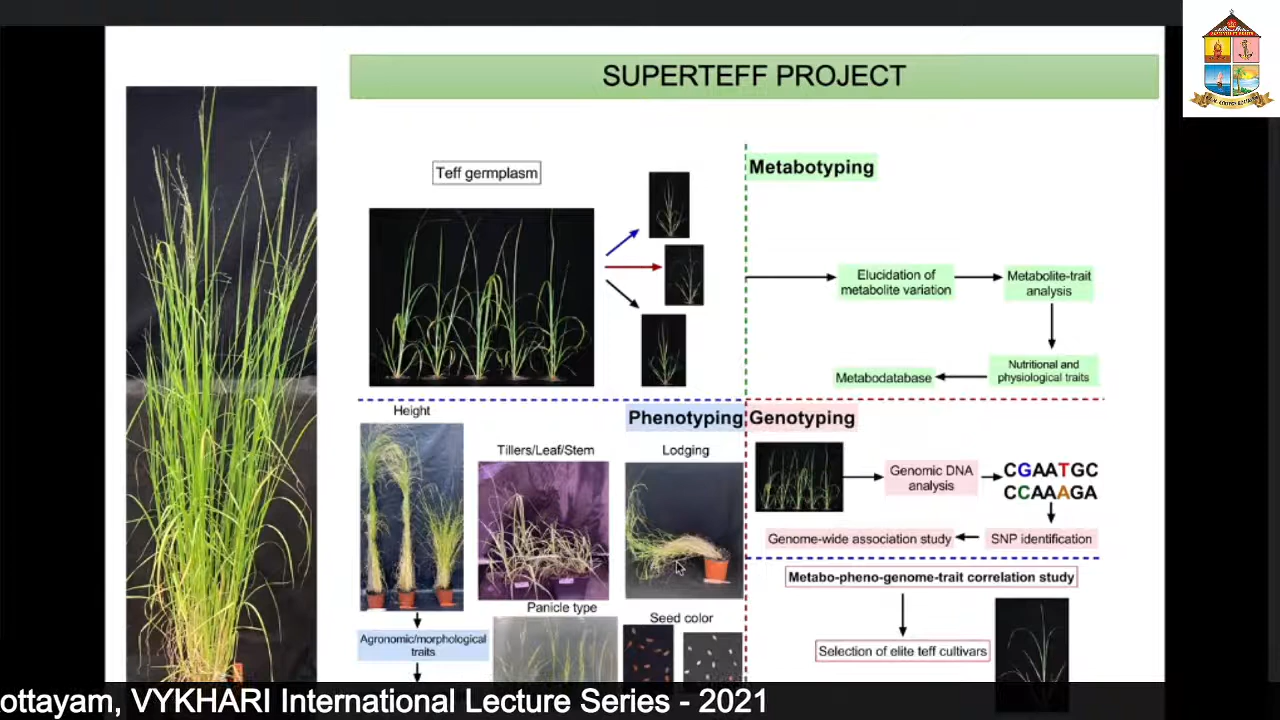 SUPERTEFF PROJECT
Teff germplasm
Metabotyping
Elucidation of
metabolite variation
Metabolite-trait
analysis
Nutritional and
physiological traits
Metabodatabase
Phenotyping
Height
Tillers/Leaf/Stem
Lodging
Panicle type
Seed color
Agronomic/morphological
traits
Genotyping
Genomic DNA
analysis
CGAATGC
CCAAAGA
SNP identification
Genome-wide association study
Metabo-pheno-genome-trait correlation study
Selection of elite teff cultivars
ottayam, VYKHARI International Lecture Series - 2021